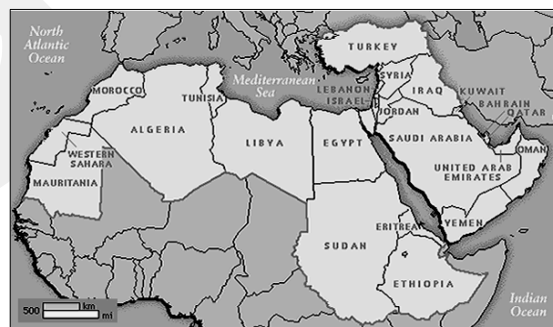 North
Atlantic
Ocean
TURKEY
Mediterranean
Sea
SYRIA
LEBANON
ISRAEL
IRAQ
KUWAIT
BAHRAIN
QATAR
MOROCCO
TUNISIA
JORDAN
ALGERIA
LIBYA
EGYPT
SAUDI ARABIA
OMAN
WESTERN
SAHARA
UNITED ARAB
EMIRATES
MAURITANIA
YEMEN
ERITREA
SUDAH
ETHIOPIA
Indian
Ocean
500
km
mi